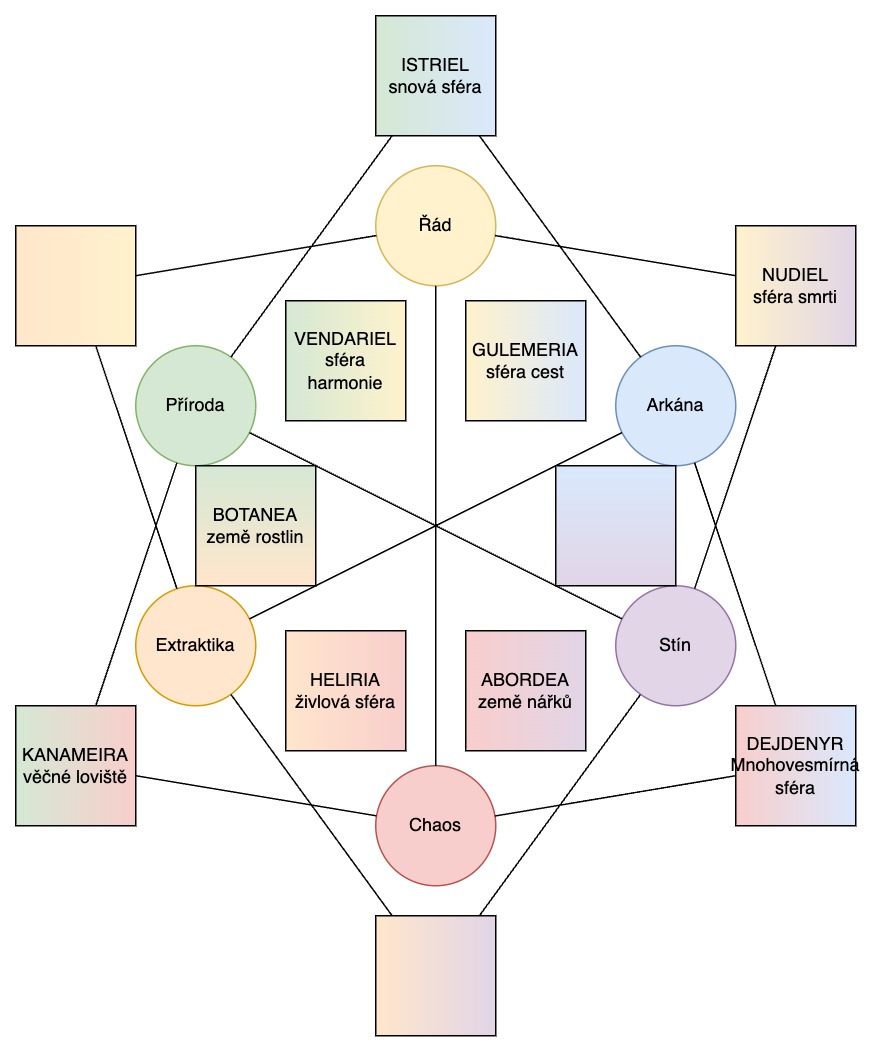 ISTRIEL
snová sféra
Řád
NUDIEL
sféra smrti
VENDARIEL
sféra
harmonie
GULEMERIA
sféra cest
Příroda
Arkána
BOTANEA
země rostlin
Extraktika
Stín
HELIRIA
živlová sféra
ABORDEA
země nářků
KANAMEIRA
věčné loviště
DEJDENYR
Mnohovesmírná
sféra
Chaos